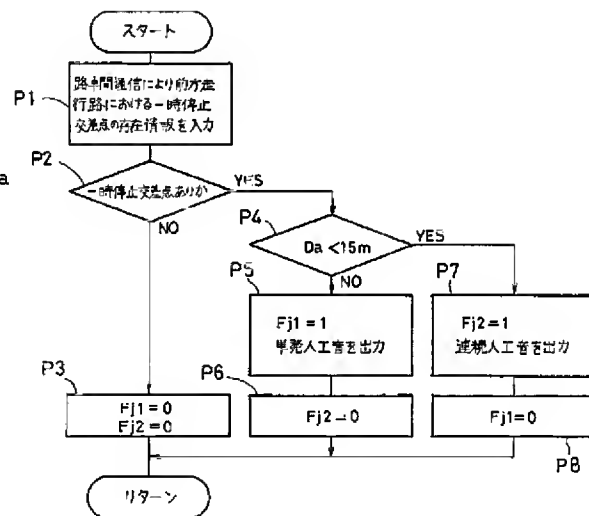 スタート
P1
路車間通信により前方走
行路における一時停止
交差点の存在情報を入力
P2
a
一時停止交差点ありか
YES
NO
P4
Da <15m
YES
NO
P5
Fj1 = 1
単発人工音を出力
P7
Fj2 = 1
連続人工音を出力
P3
Fj1 = 0
Fj2 = 0
P6
Fj2 = 0
Fj1=0
P8
リターン